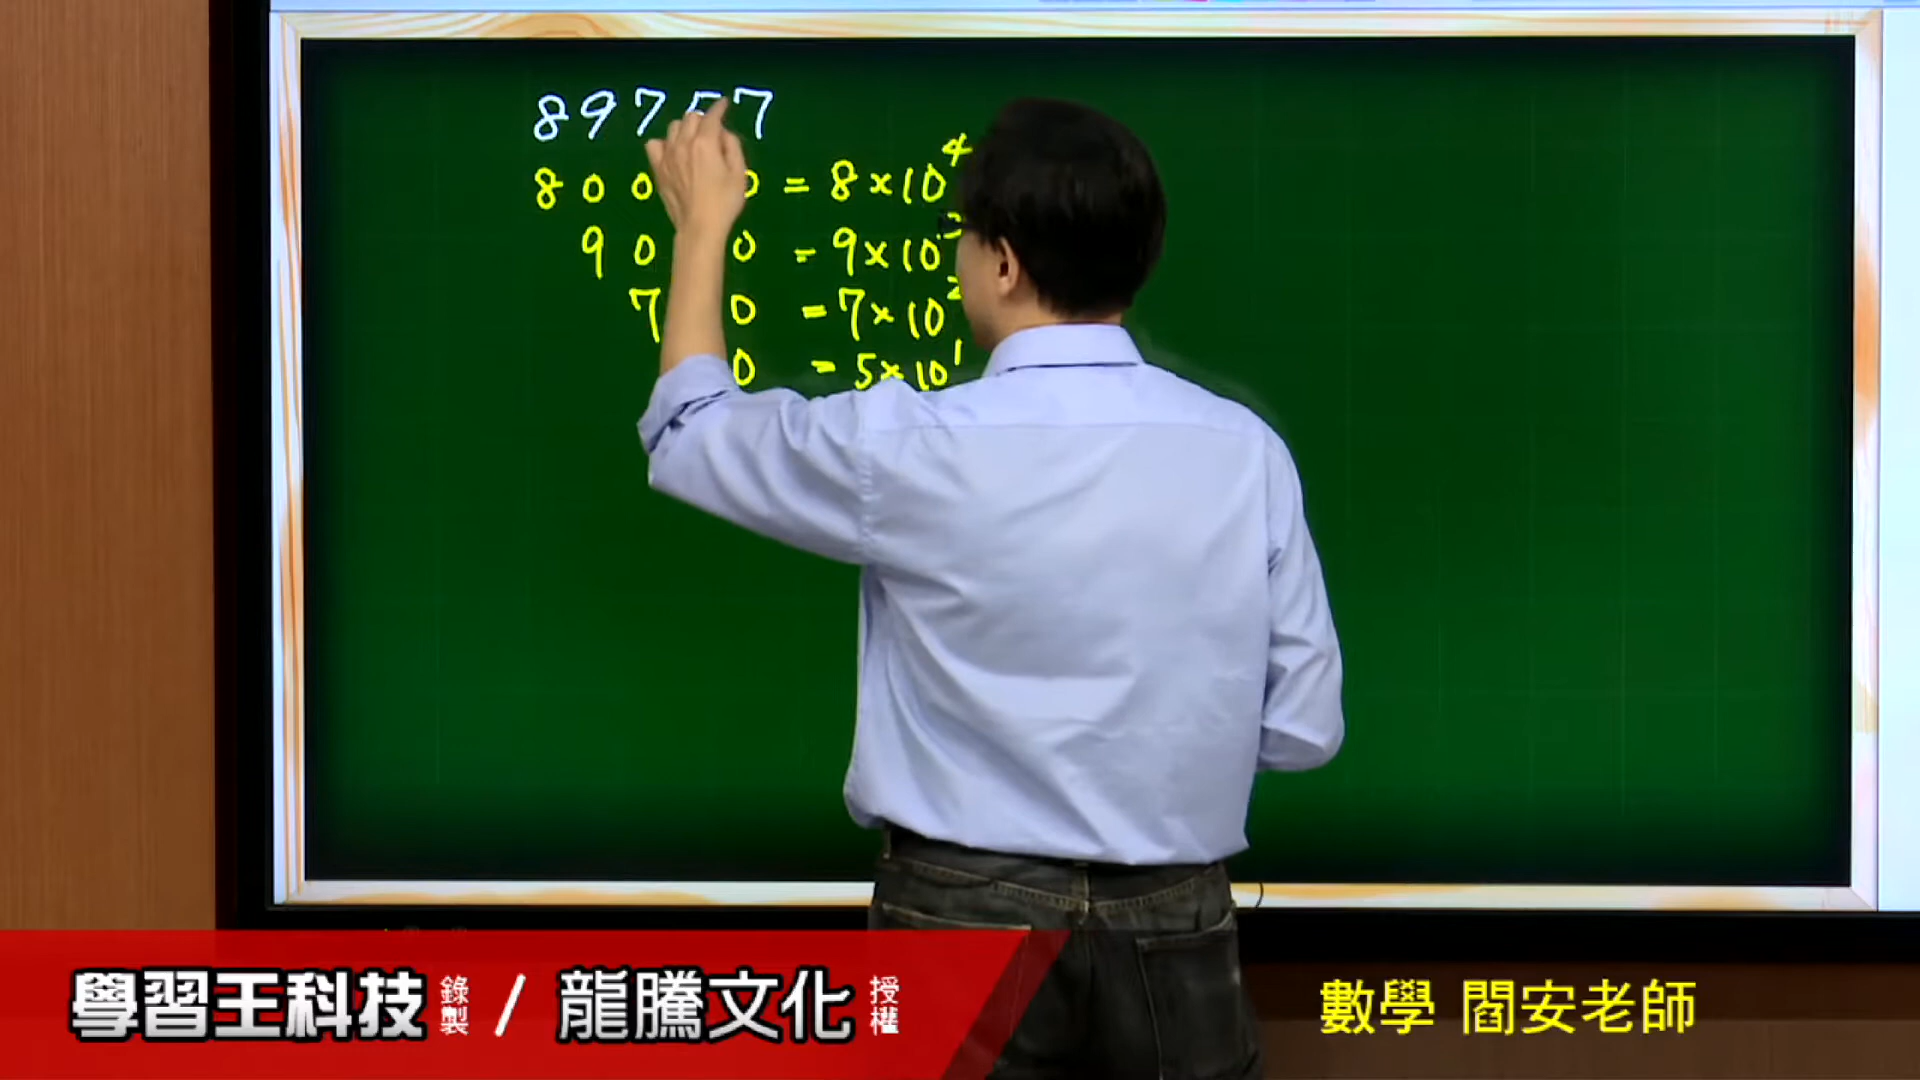 89757
8 0 0 0 = 8×10⁴
9 0 0 = 9×10³
7 0 = 7×10²
0 = 5×10¹
學習王科技 錄製 / 龍騰文化 授權
數學 閻安老師